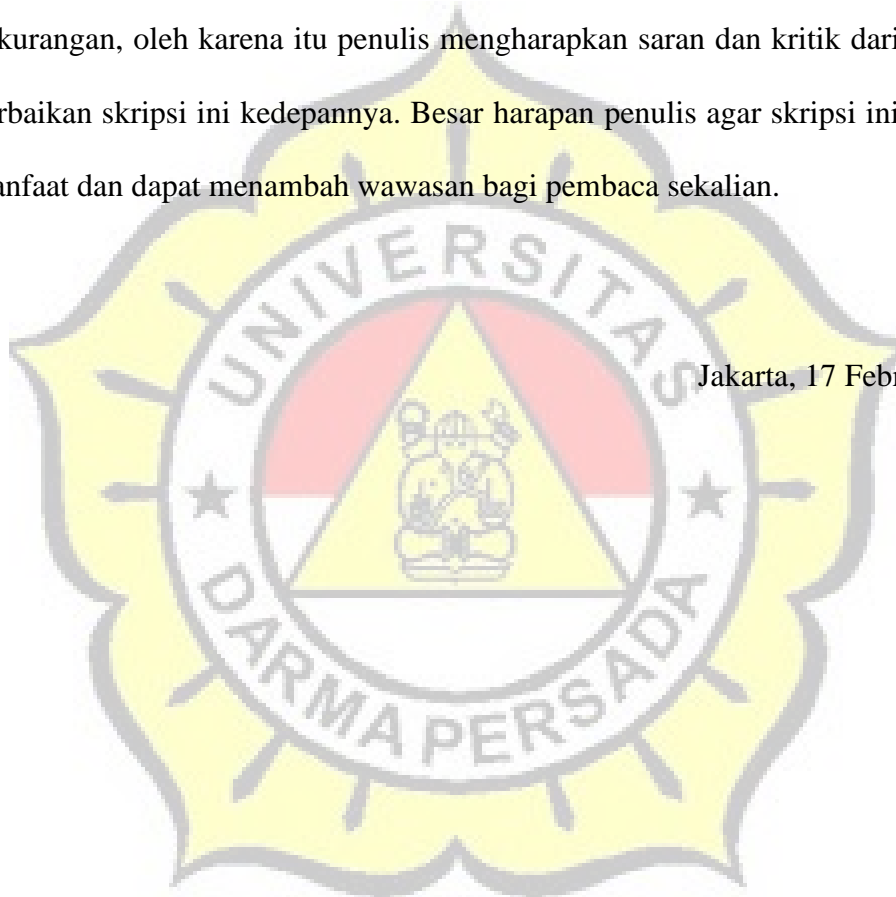 kurangan, oleh karena itu penulis mengharapkan saran dan kritik dari
rbaikan skripsi ini kedepannya. Besar harapan penulis agar skripsi ini
anfaat dan dapat menambah wawasan bagi pembaca sekalian.
UNIVERSITAS
Jakarta, 17 Febr
DARMA PERSADA